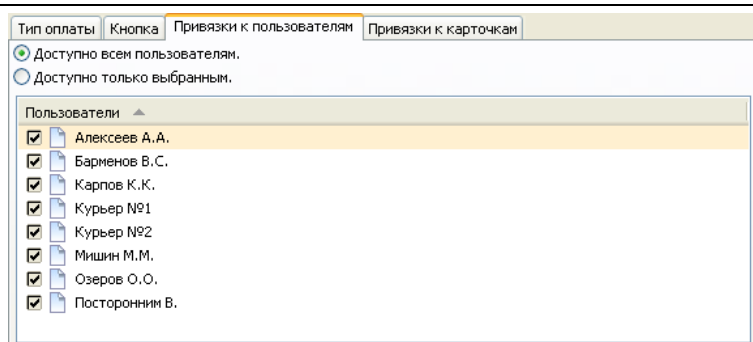 Тип оплаты Кнопка Привязки к пользователям Привязки к карточкам
Доступно всем пользователям.
Доступно только выбранным.
Пользователи
Алексеев А.А.
Барменов В.С.
Карпов К.К.
Курьер №1
Курьер №2
Мишин М.М.
Озеров О.О.
Посторонним В.